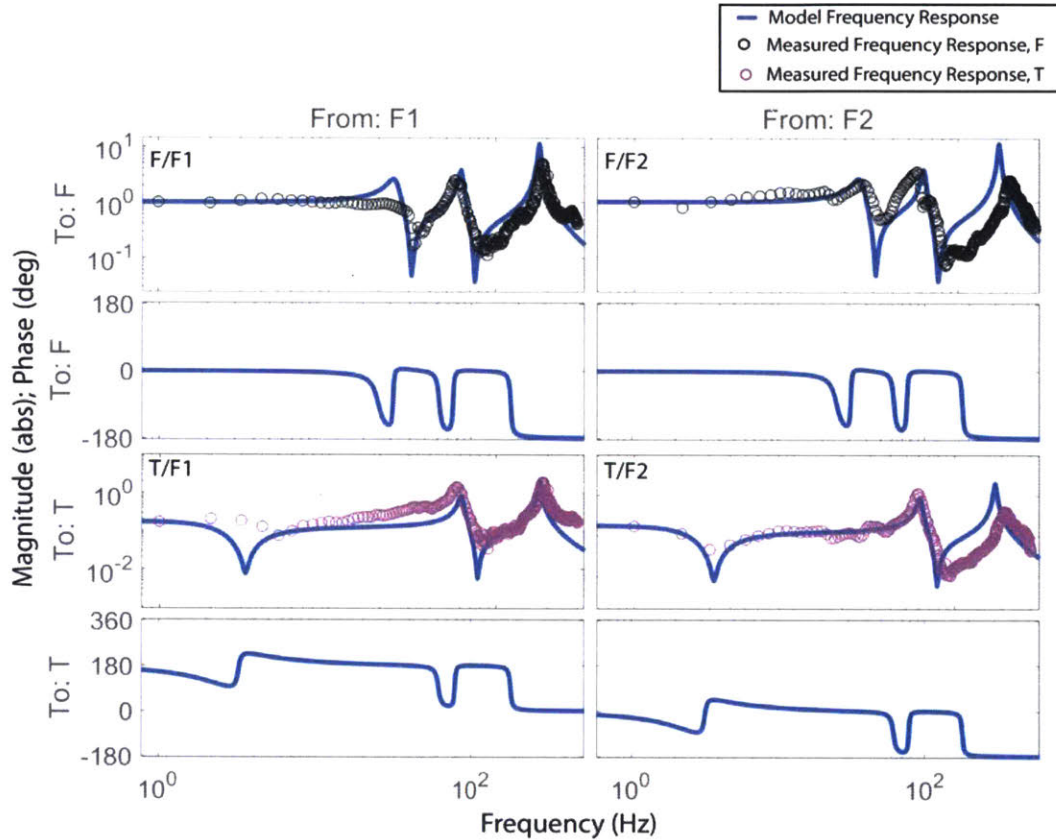 Model Frequency Response
Measured Frequency Response, F
Measured Frequency Response, T
From: F1
From: F2
Magnitude (abs); Phase (deg)
To: F
10^1
10^0
10^-1
F/F1
F/F2
To: F
180
0
-180
To: T
10^0
10^-2
T/F1
T/F2
To: T
360
180
0
-180
10^0
10^2
10^0
10^2
Frequency (Hz)